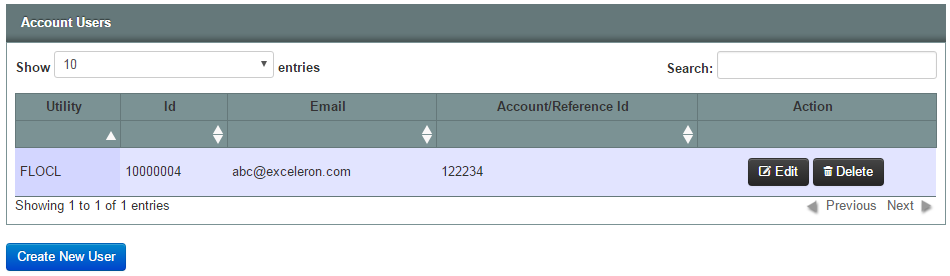 Account Users
Show 10 entries Search:
Utility Id Email Account/Reference Id Action
FLOCL 10000004 abc@exceleron.com 122234 Edit Delete
Showing 1 to 1 of 1 entries Previous Next
Create New User